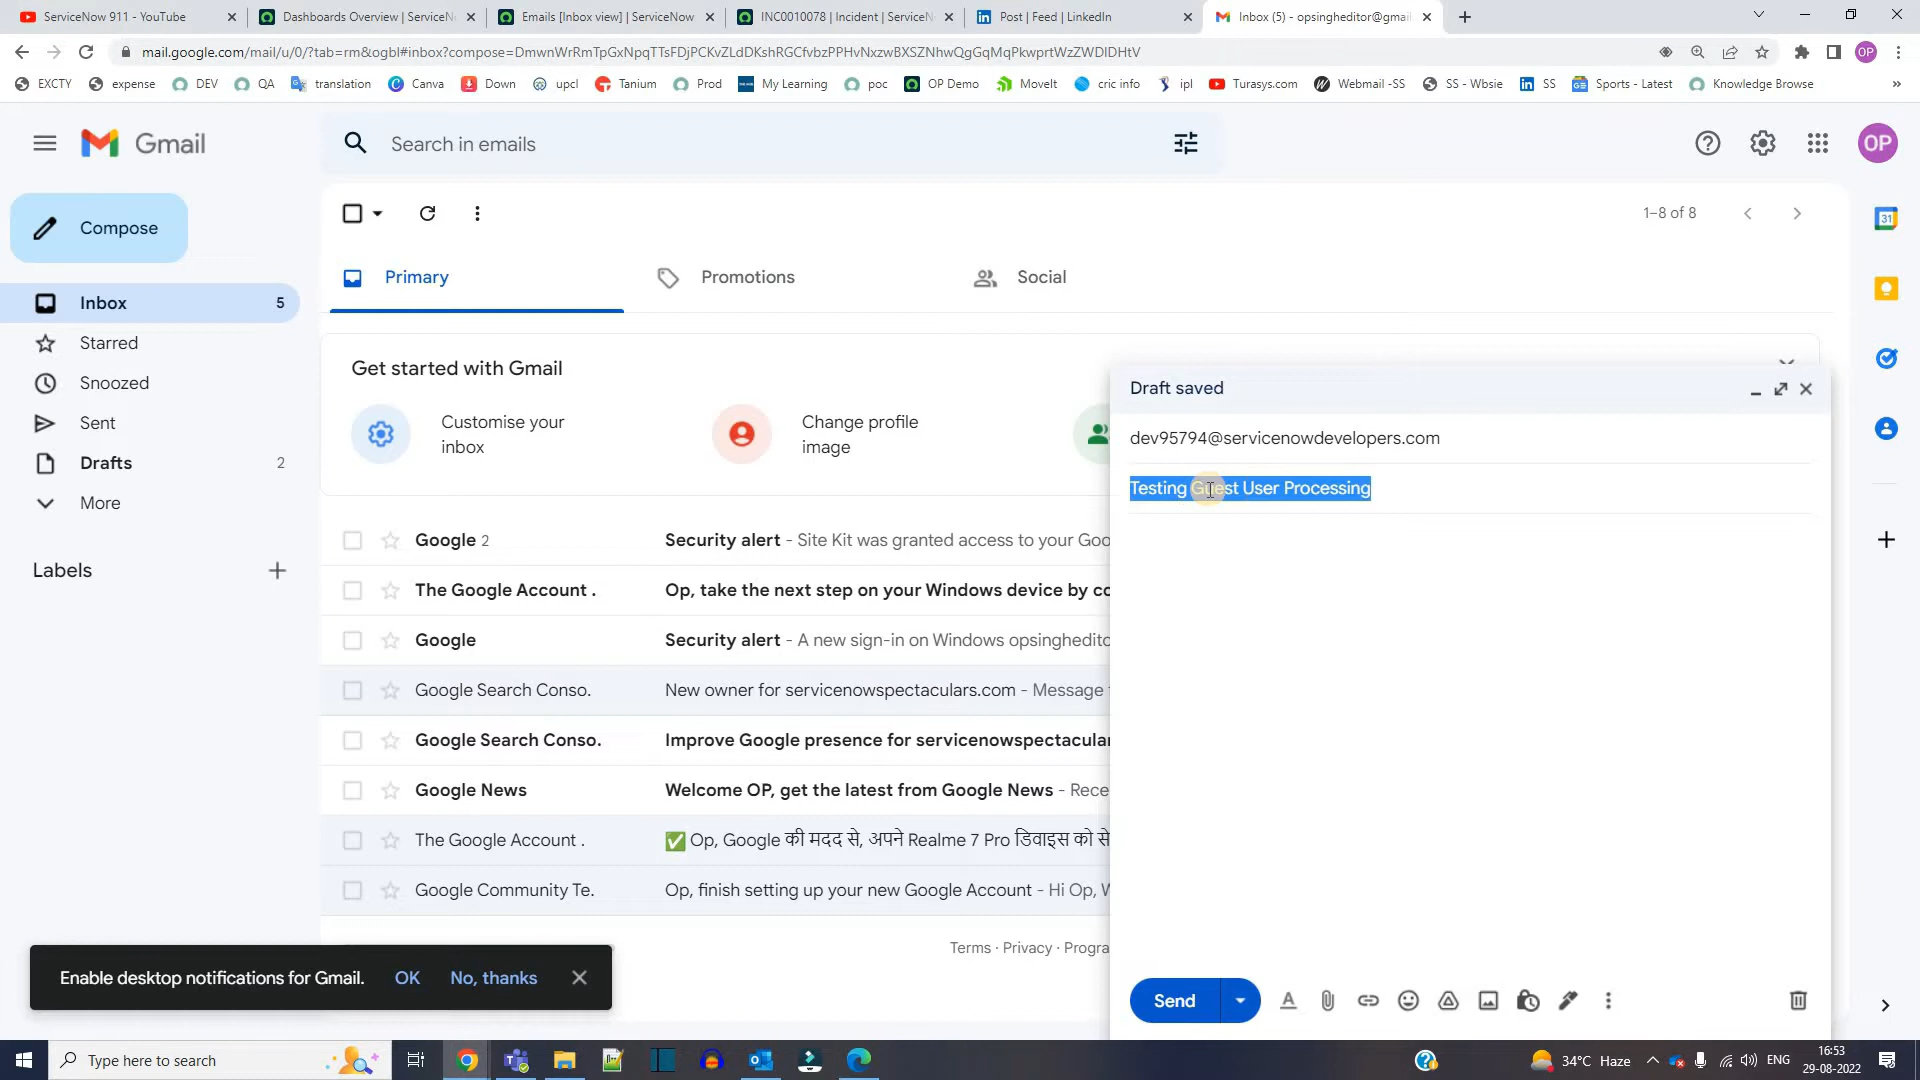 ServiceNow 911 - YouTube
Dashboards Overview | ServiceN
Emails [Inbox view] | ServiceNow
INC0010078 | Incident | ServiceN
Post | Feed | LinkedIn
Inbox (5) - opsingheditor@gmai
mail.google.com/mail/u/0/?tab=rm&ogbl#inbox?compose=DmwnWrRmTpGxNpqTTsFDjPCKvZLdDKshRGCfvbzPPHvNxzwBXSZNhwQgGqMqPkwprtWzZWDlDHtV
OP
EXCTY
expense
DEV
QA
translation
Canva
Down
upcl
Tanium
Prod
My Learning
poc
OP Demo
MoveIt
cric info
ipl
Turasys.com
Webmail -SS
SS - Wbsie
SS
Sports - Latest
Knowledge Browse
»
Gmail
Search in emails
OP
Compose
1–8 of 8
31
Primary
Promotions
Social
Inbox 5
Starred
Snoozed
Sent
Drafts 2
More
Labels
Get started with Gmail
Customise your
inbox
Change profile
image
Google 2 Security alert - Site Kit was granted access to your Goo
The Google Account . Op, take the next step on your Windows device by co
Google Security alert - A new sign-in on Windows opsinghedito
Google Search Conso. New owner for servicenowspectaculars.com - Message
Google Search Conso. Improve Google presence for servicenowspectacular
Google News Welcome OP, get the latest from Google News - Rece
The Google Account . ✅ Op, Google की मदद से, अपने Realme 7 Pro डिवाइस को से
Google Community Te. Op, finish setting up your new Google Account - Hi Op, W
Terms · Privacy · Progra
Draft saved
dev95794@servicenowdevelopers.com
Testing Guest User Processing
Send
Enable desktop notifications for Gmail. OK No, thanks
Type here to search
34°C Haze
ENG
16:53
29-08-2022